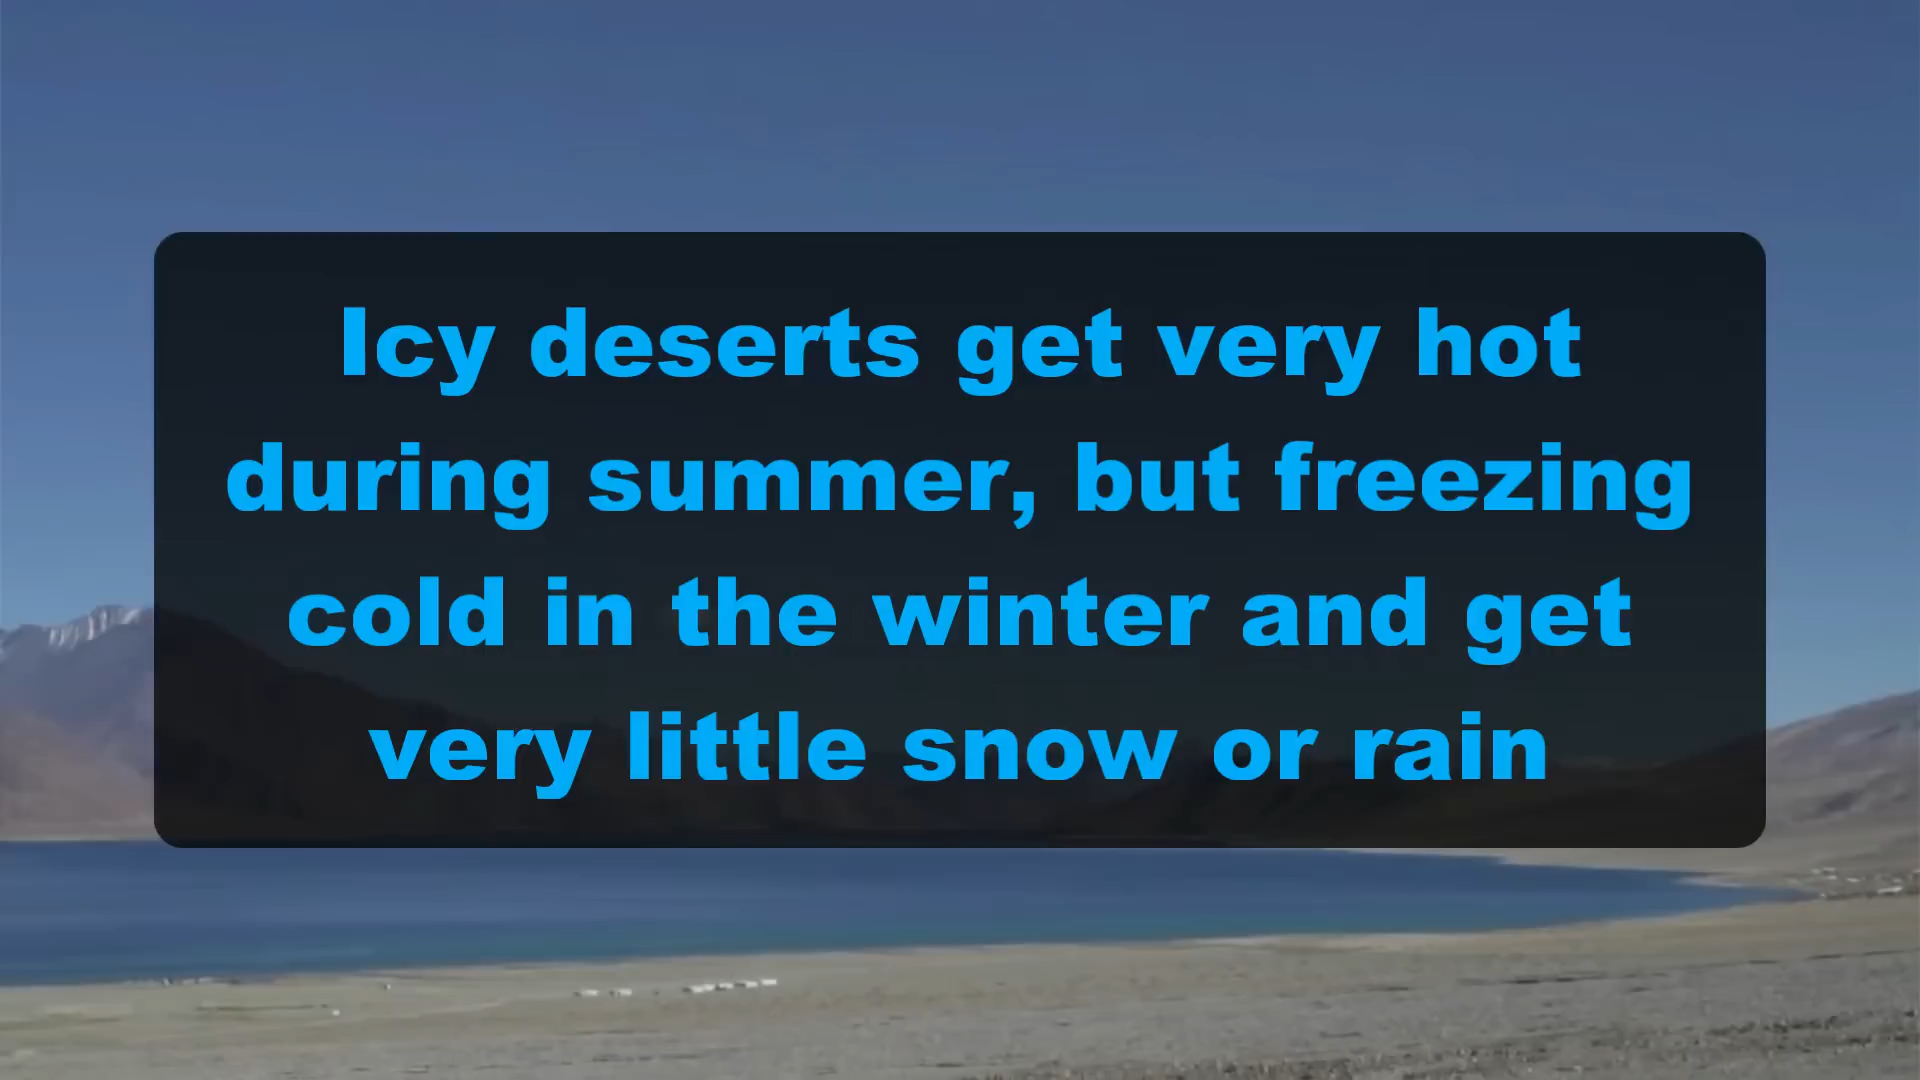 Icy deserts get very hot
during summer, but freezing
cold in the winter and get
very little snow or rain